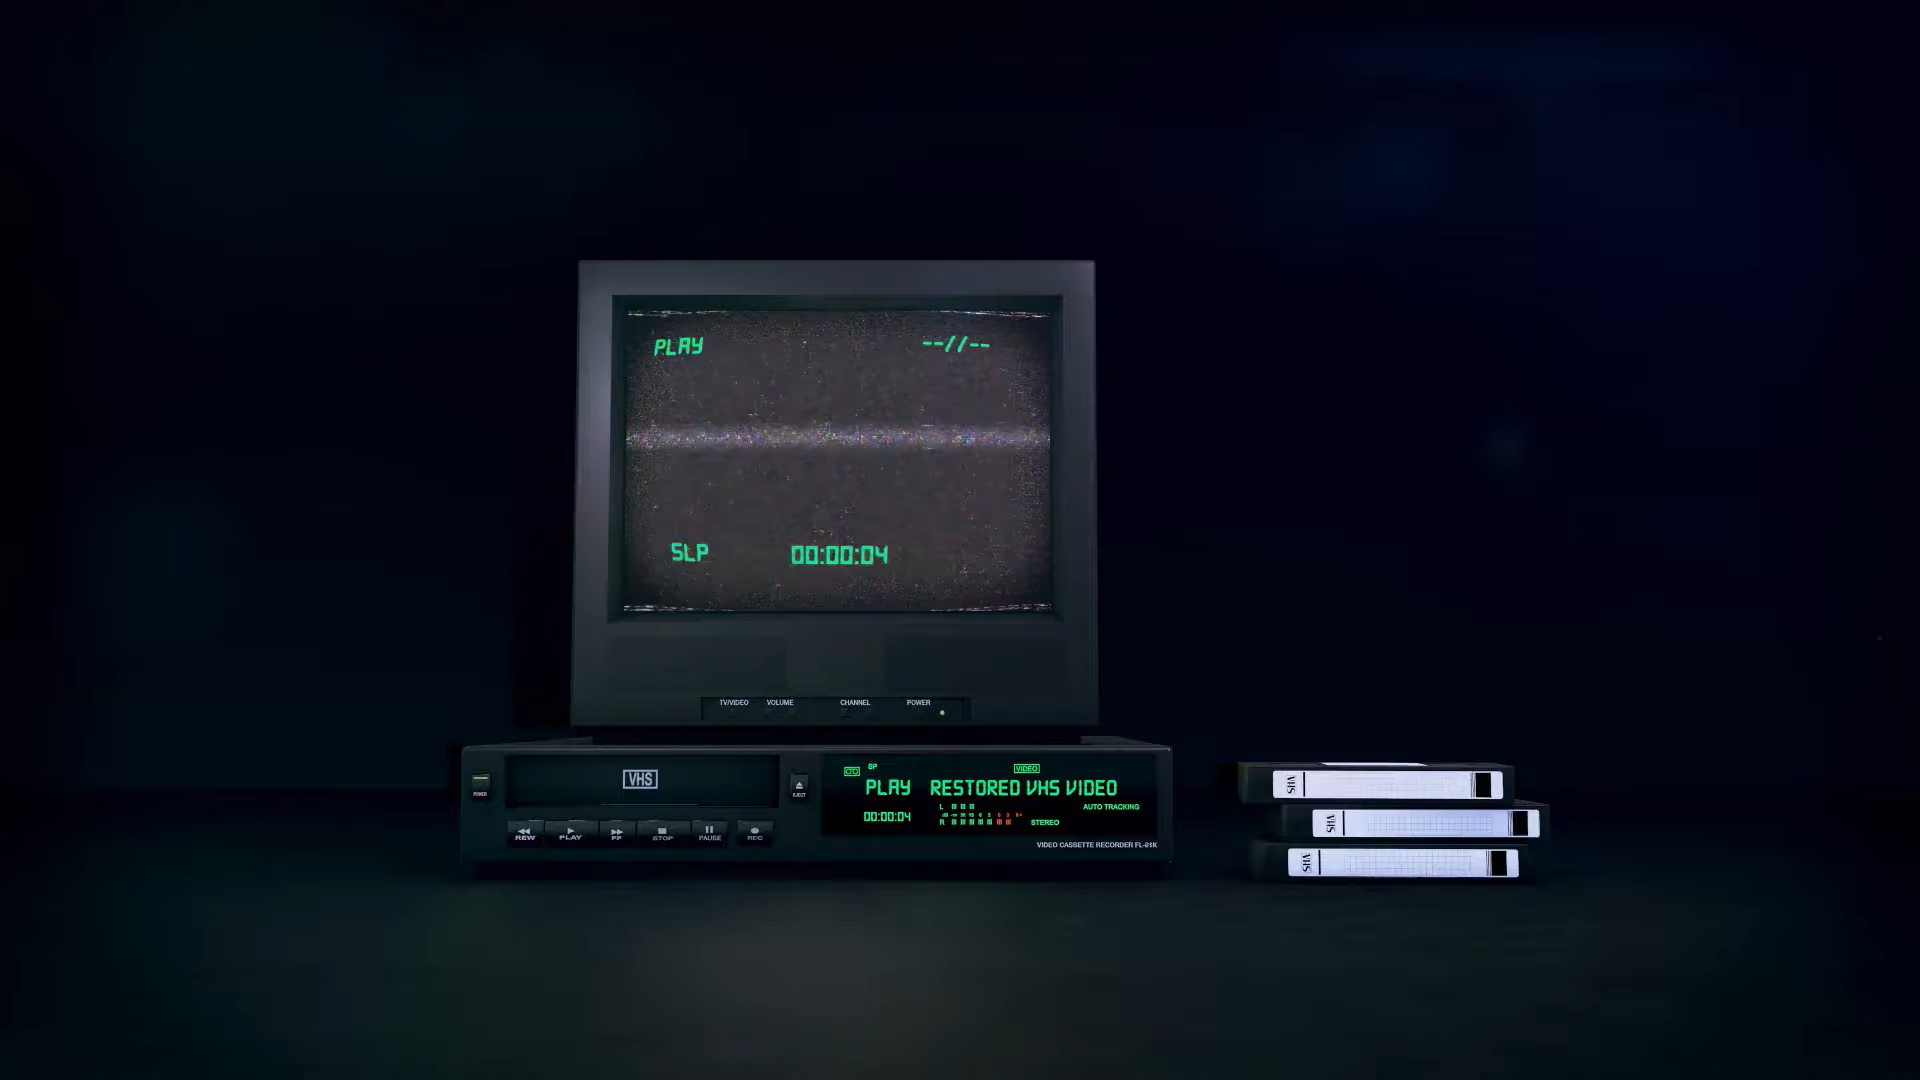 PLAY --//--
SLP 00:00:04
TV/VIDEO VOLUME CHANNEL POWER
POWER
VHS
EJECT
REW PLAY FF STOP PAUSE REC
SP VIDEO
PLAY RESTORED VHS VIDEO
L AUTO TRACKING
00:00:04
R STEREO
VIDEO CASSETTE RECORDER FL-81K
VHS
VHS
VHS